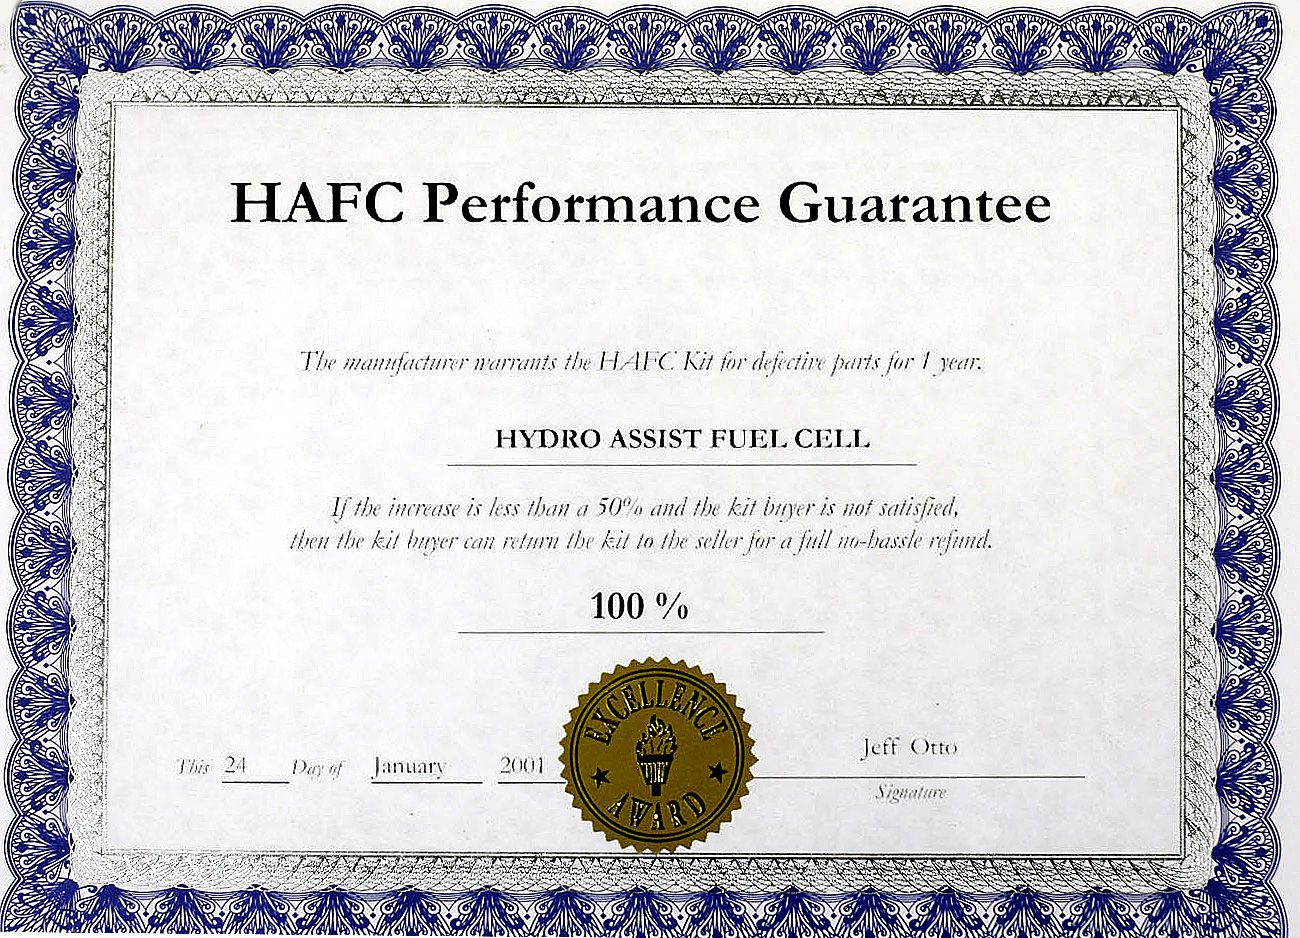 HAFC Performance Guarantee
The manufacturer warrants the HAFC Kit for defective parts for 1 year.
HYDRO ASSIST FUEL CELL
If the increase is less than a 50% and the kit buyer is not satisfied,
then the kit buyer can return the kit to the seller for a full no-hassle refund.
100 %
EXCELLENCE
AWARD
This 24 Day of January 2001
Jeff Otto
Signature